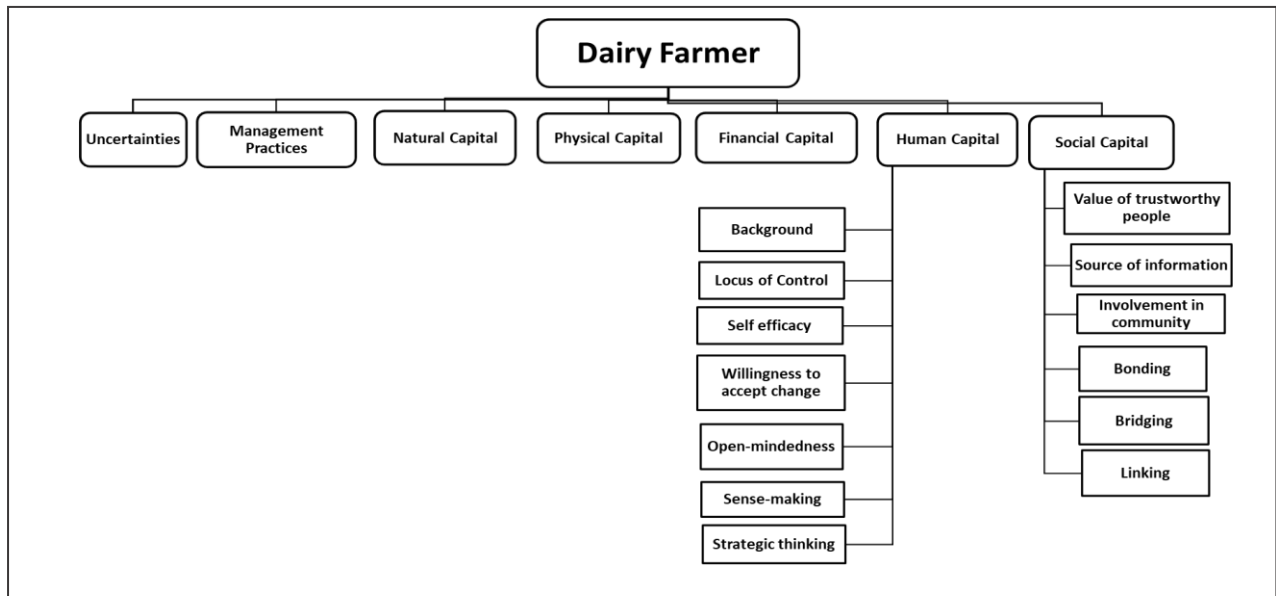 Dairy Farmer
Uncertainties
Management
Practices
Natural Capital
Physical Capital
Financial Capital
Human Capital
Social Capital
Background
Locus of Control
Self efficacy
Willingness to
accept change
Open-mindedness
Sense-making
Strategic thinking
Value of trustworthy
people
Source of information
Involvement in
community
Bonding
Bridging
Linking